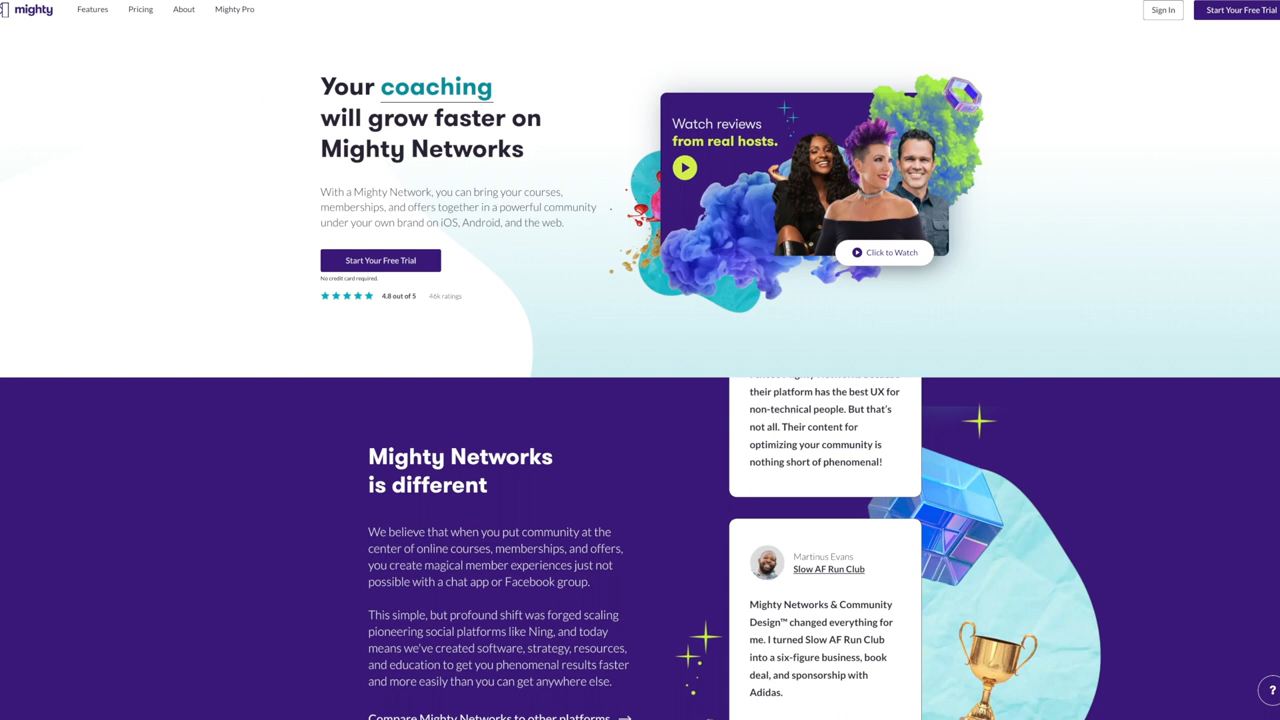 mighty
Features
Pricing
About
Mighty Pro
Sign In
Start Your Free Trial
Your coaching
will grow faster on
Mighty Networks
With a Mighty Network, you can bring your courses,
memberships, and offers together in a powerful community
under your own brand on iOS, Android, and the web.
Start Your Free Trial
No credit card required.
4.8 out of 5
46k ratings
Watch reviews
from real hosts.
Click to Watch
Mighty Networks
is different
We believe that when you put community at the
center of online courses, memberships, and offers,
you create magical member experiences just not
possible with a chat app or Facebook group.
This simple, but profound shift was forged scaling
pioneering social platforms like Ning, and today
means we've created software, strategy, resources,
and education to get you phenomenal results faster
and more easily than you can get anywhere else.
Compare Mighty Networks to other platforms
their platform has the best UX for
non-technical people. But that's
not all. Their content for
optimizing your community is
nothing short of phenomenal!
Martinus Evans
Slow AF Run Club
Mighty Networks & Community
Design™ changed everything for
me. I turned Slow AF Run Club
into a six-figure business, book
deal, and sponsorship with
Adidas.
?